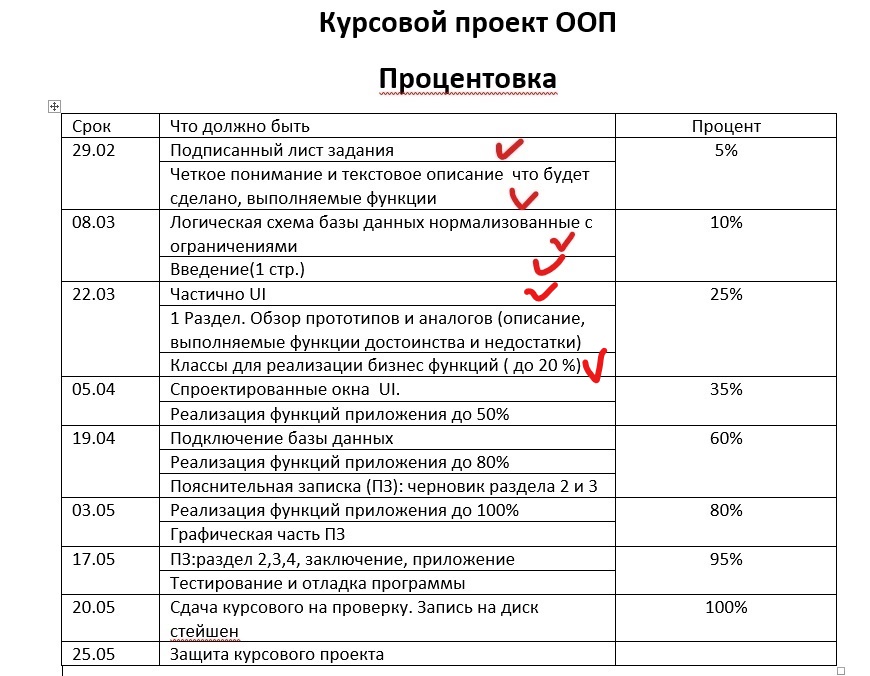 Курсовой проект ООП
Процентовка
Срок Что должно быть Процент
29.02 Подписанный лист задания 5%
Четкое понимание и текстовое описание что будет
сделано, выполняемые функции
08.03 Логическая схема базы данных нормализованные с 10%
ограничениями
Введение(1 стр.)
22.03 Частично UI 25%
1 Раздел. Обзор прототипов и аналогов (описание,
выполняемые функции достоинства и недостатки)
Классы для реализации бизнес функций ( до 20 %)
05.04 Спроектированные окна UI. 35%
Реализация функций приложения до 50%
19.04 Подключение базы данных 60%
Реализация функций приложения до 80%
Пояснительная записка (ПЗ): черновик раздела 2 и 3
03.05 Реализация функций приложения до 100% 80%
Графическая часть ПЗ
17.05 ПЗ:раздел 2,3,4, заключение, приложение 95%
Тестирование и отладка программы
20.05 Сдача курсового на проверку. Запись на диск 100%
стейшен
25.05 Защита курсового проекта